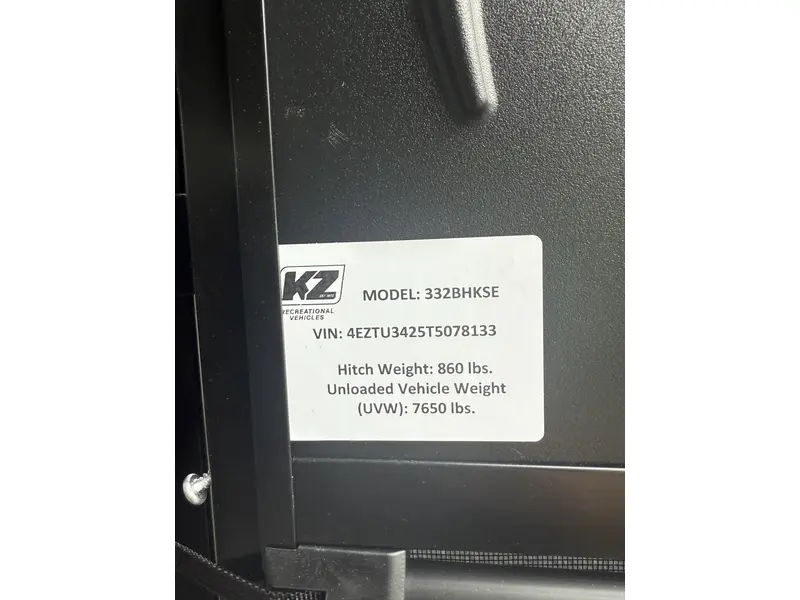 KZ
MODEL: 332BHKSE
RECREATIONAL
VEHICLES
VIN: 4EZTU3425T5078133
Hitch Weight: 860 lbs.
Unloaded Vehicle Weight
(UVW): 7650 lbs.